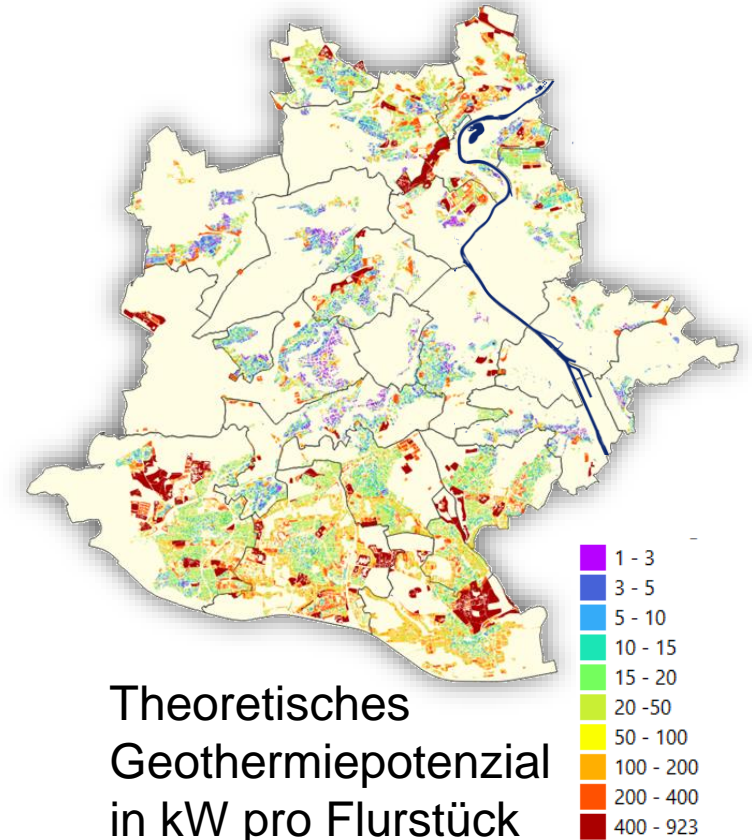 1 - 3
3 - 5
5 - 10
10 - 15
15 - 20
20 -50
50 - 100
100 - 200
200 - 400
400 - 923
Theoretisches
Geothermiepotenzial
in kW pro Flurstück